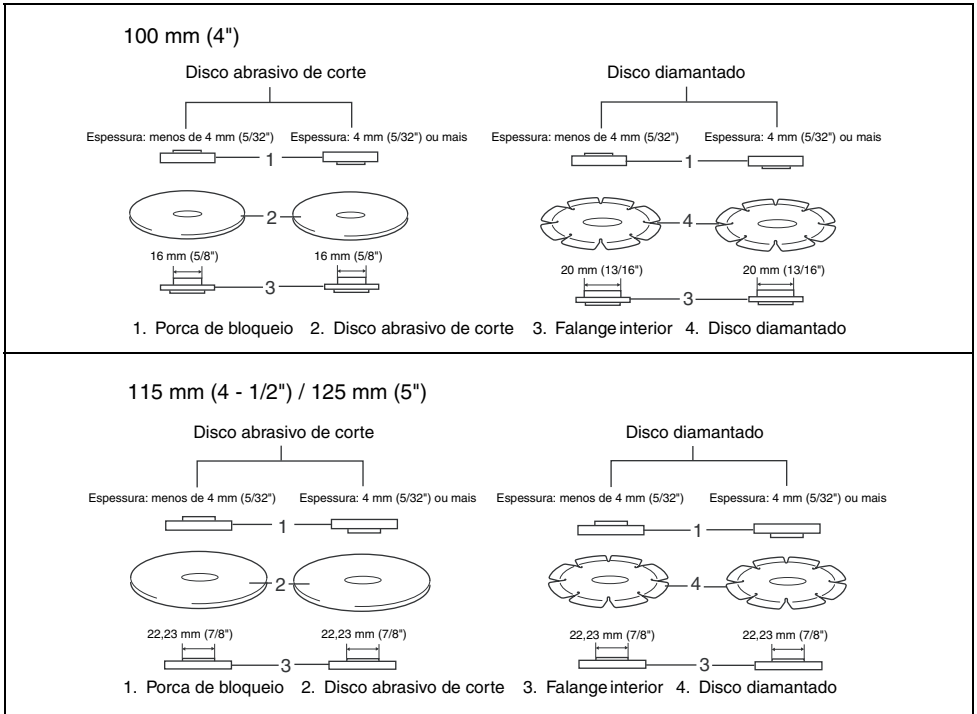 100 mm (4")
Disco abrasivo de corte Disco diamantado
Espessura: menos de 4 mm (5/32") Espessura: 4 mm (5/32") ou mais Espessura: menos de 4 mm (5/32") Espessura: 4 mm (5/32") ou mais
1 1
2 4
16 mm (5/8") 16 mm (5/8") 20 mm (13/16") 20 mm (13/16")
3 3
1. Porca de bloqueio 2. Disco abrasivo de corte 3. Falange interior 4. Disco diamantado
115 mm (4 - 1/2") / 125 mm (5")
Disco abrasivo de corte Disco diamantado
Espessura: menos de 4 mm (5/32") Espessura: 4 mm (5/32") ou mais Espessura: menos de 4 mm (5/32") Espessura: 4 mm (5/32") ou mais
1 1
2 4
22,23 mm (7/8") 22,23 mm (7/8") 22,23 mm (7/8") 22,23 mm (7/8")
3 3
1. Porca de bloqueio 2. Disco abrasivo de corte 3. Falange interior 4. Disco diamantado